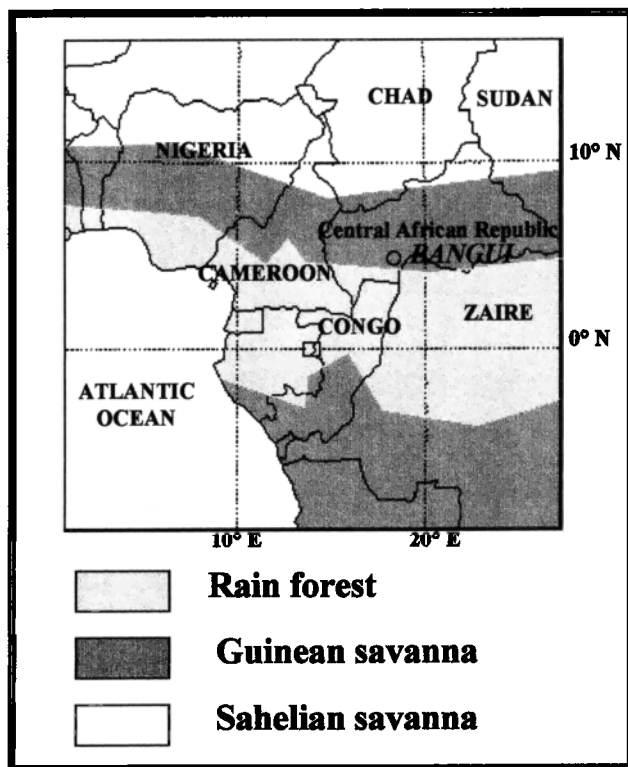 CHAD
SUDAN
NIGERIA
10° N
Central African Republic
BANGUI
CAMEROON
CONGO
ZAIRE
0° N
ATLANTIC
OCEAN
10° E
20° E
Rain forest
Guinean savanna
Sahelian savanna